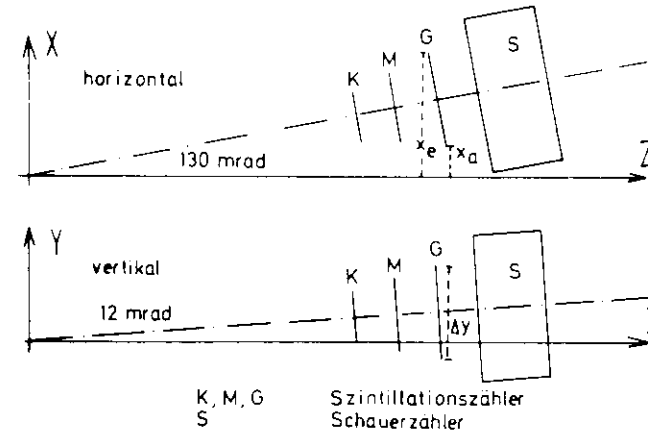 X
horizontal
K
M
G
S
130 mrad
x_e
x_a
Z
Y
vertikal
K
M
G
S
12 mrad
Δy
K, M, G Szintillationszähler
S Schauerzähler